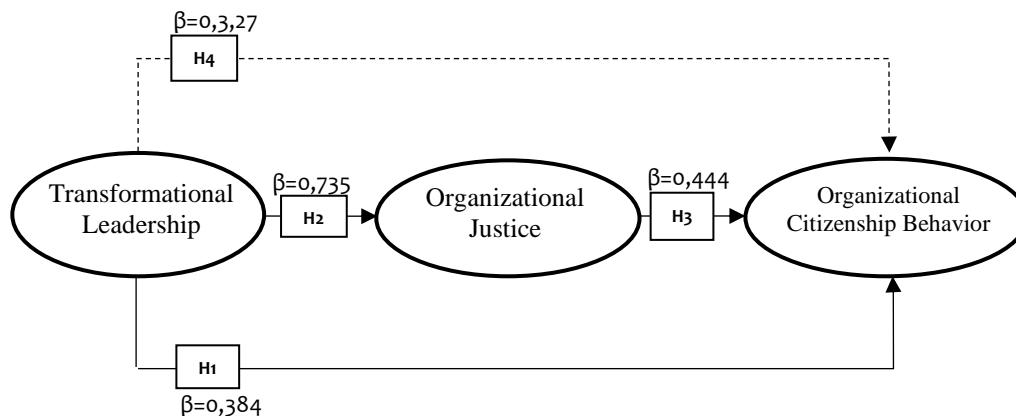 β=0,3,27
H4
Transformational
Leadership
β=0,735
H2
Organizational
Justice
β=0,444
H3
Organizational
Citizenship Behavior
H1
β=0,384